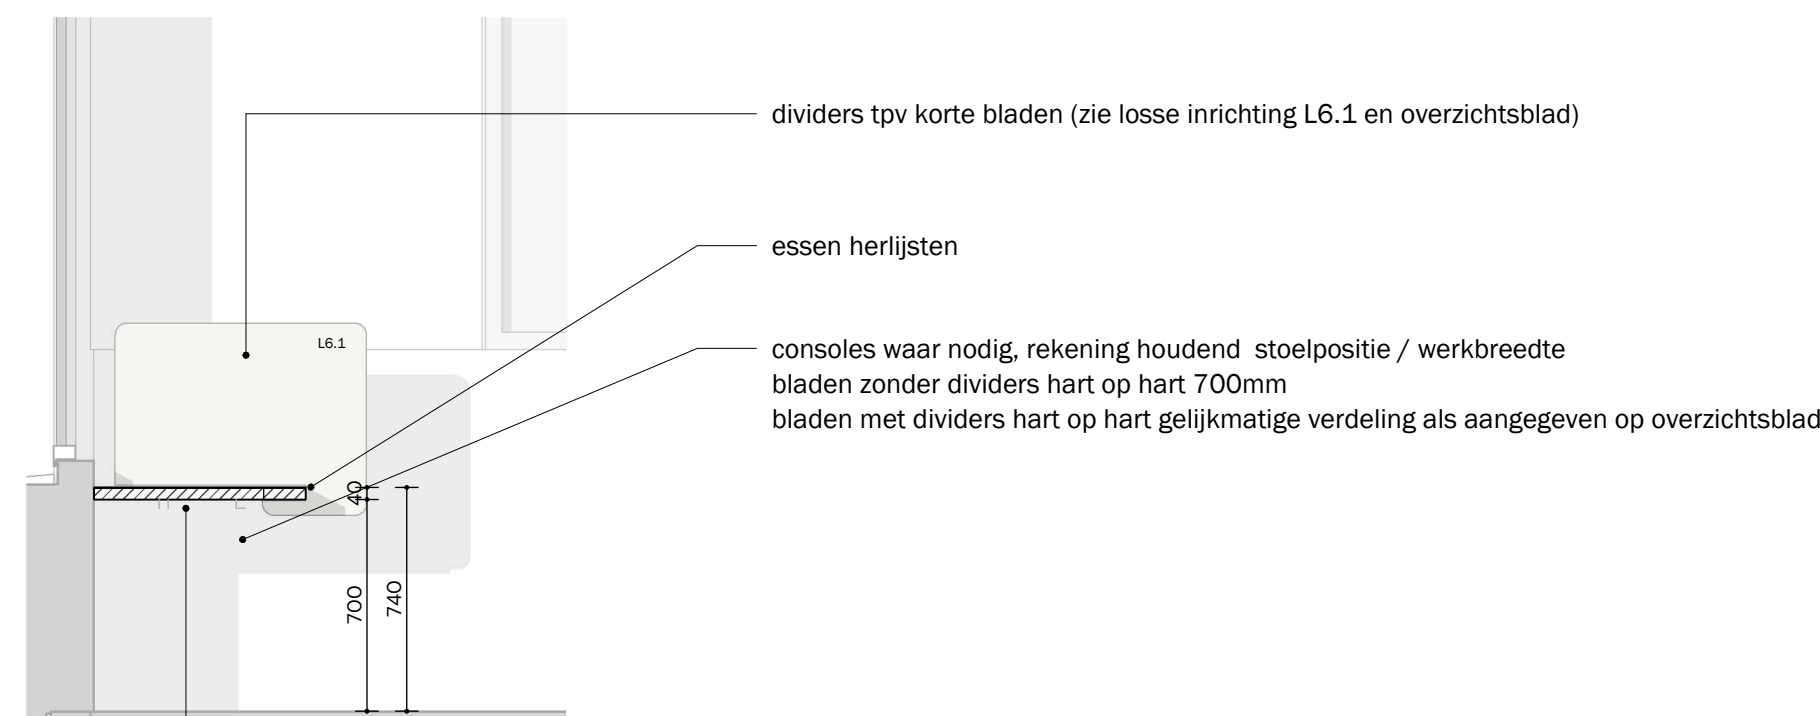 dividers tpv korte bladen (zie losse inrichting L6.1 en overzichtsblad)
essen herlijsten
L6.1
consoles waar nodig, rekening houdend  stoelpositie / werkbreedte
bladen zonder dividers hart op hart 700mm
bladen met dividers hart op hart gelijkmatige verdeling als aangegeven op overzichtsblad
40
700
740